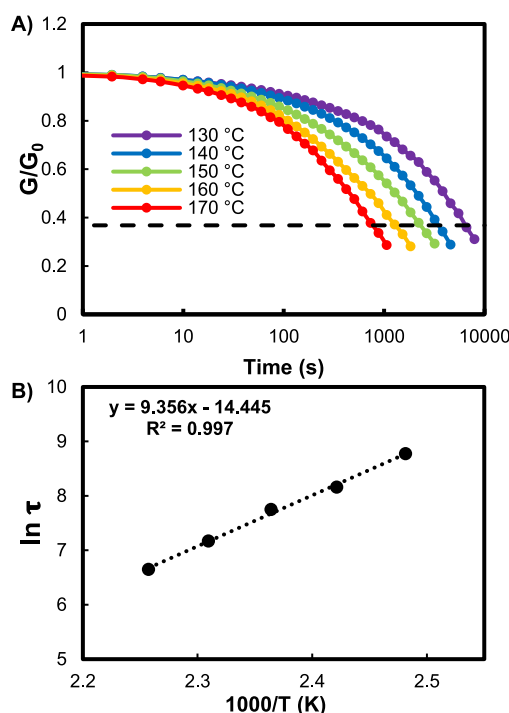 A)
1.2
1
0.8
0.6
0.4
0.2
0
G/G₀
130 °C
140 °C
150 °C
160 °C
170 °C
1 10 100 1000 10000
Time (s)
B)
10
9
8
7
6
5
ln τ
y = 9.356x - 14.445
R² = 0.997
2.2 2.3 2.4 2.5
1000/T (K)